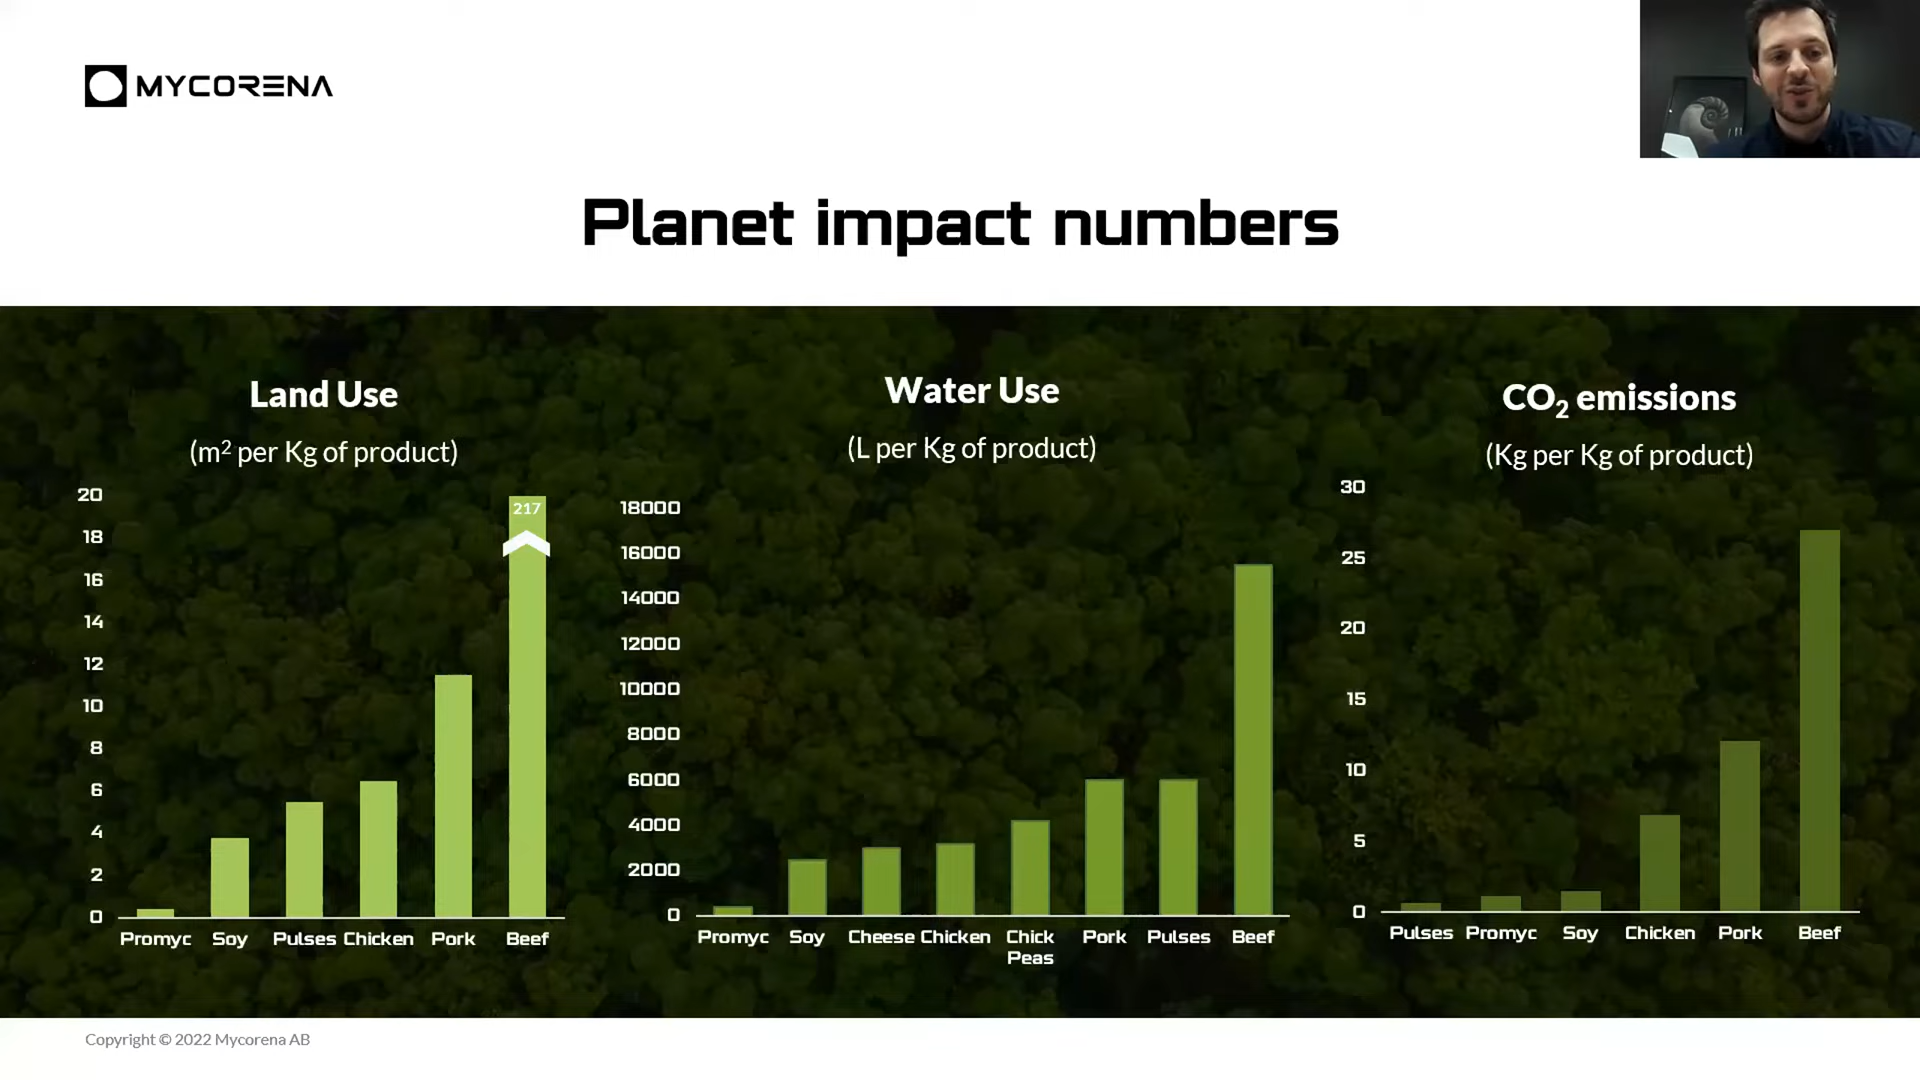 MYCORENA
Planet impact numbers
Land Use
(m² per Kg of product)
20
18
16
14
12
10
8
6
4
2
0
217
Promyc Soy Pulses Chicken Pork Beef
Water Use
(L per Kg of product)
18000
16000
14000
12000
10000
8000
6000
4000
2000
0
Promyc Soy Cheese Chicken Chick Pork Pulses Beef
Peas
CO₂ emissions
(Kg per Kg of product)
30
25
20
15
10
5
0
Pulses Promyc Soy Chicken Pork Beef
Copyright © 2022 Mycorena AB